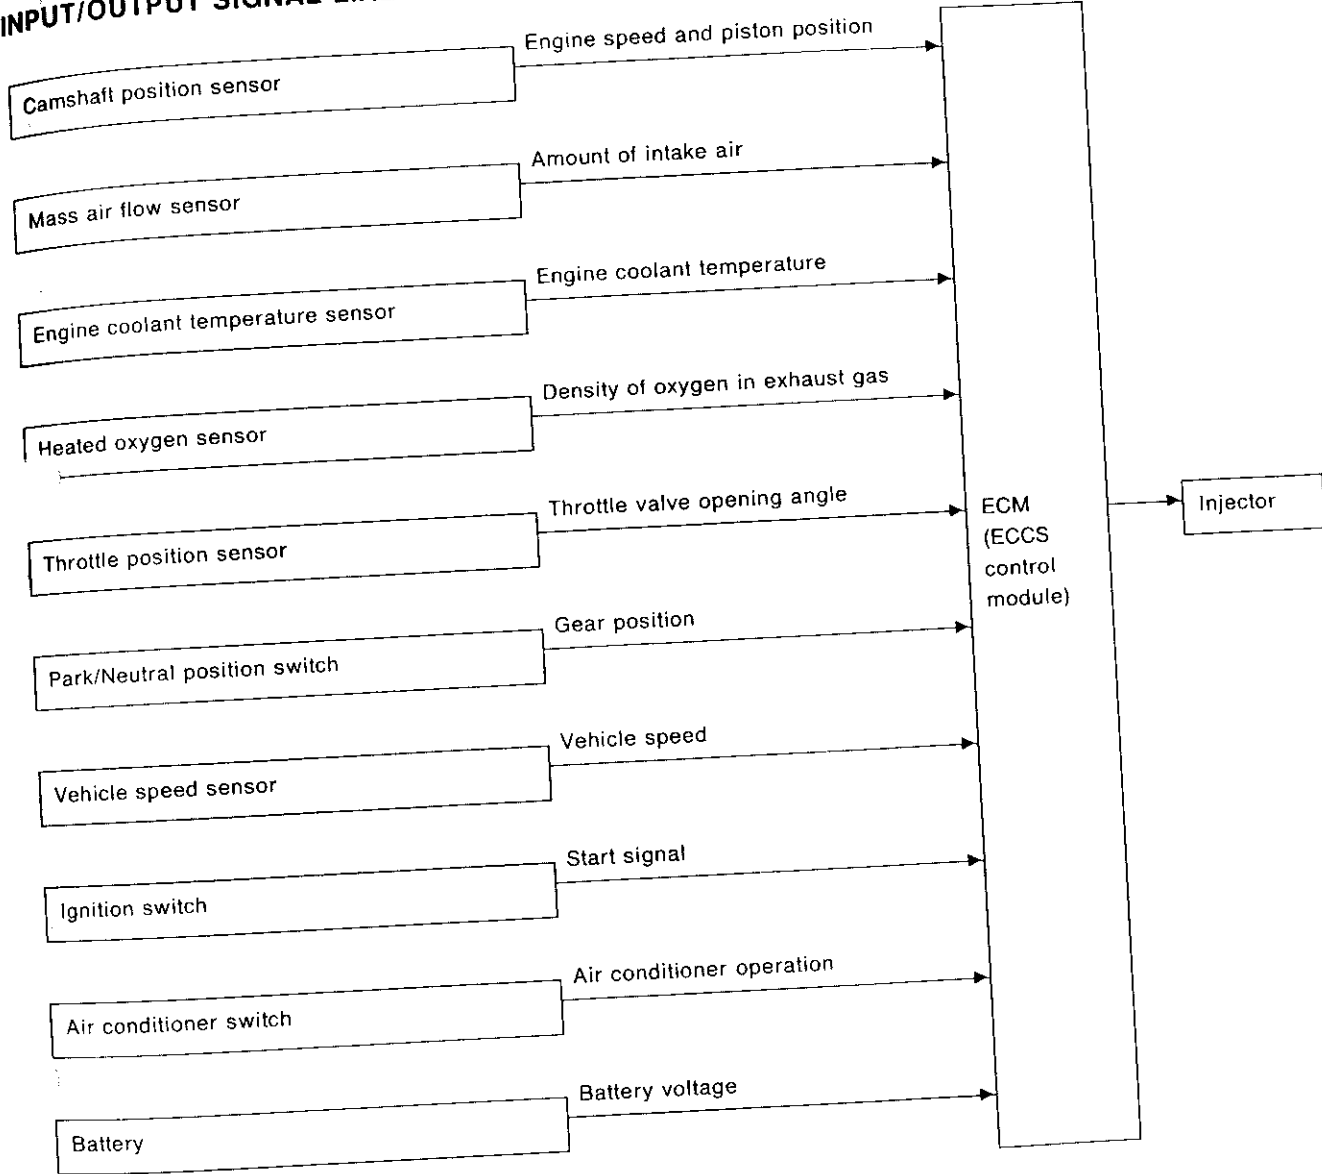 INPUT/OUTPUT SIGNAL
Engine speed and piston position
Camshaft position sensor
Amount of intake air
Mass air flow sensor
Engine coolant temperature
Engine coolant temperature sensor
Density of oxygen in exhaust gas
Heated oxygen sensor
Throttle valve opening angle
Throttle position sensor
ECM
(ECCS
control
module)
Injector
Gear position
Park/Neutral position switch
Vehicle speed
Vehicle speed sensor
Start signal
Ignition switch
Air conditioner operation
Air conditioner switch
Battery voltage
Battery